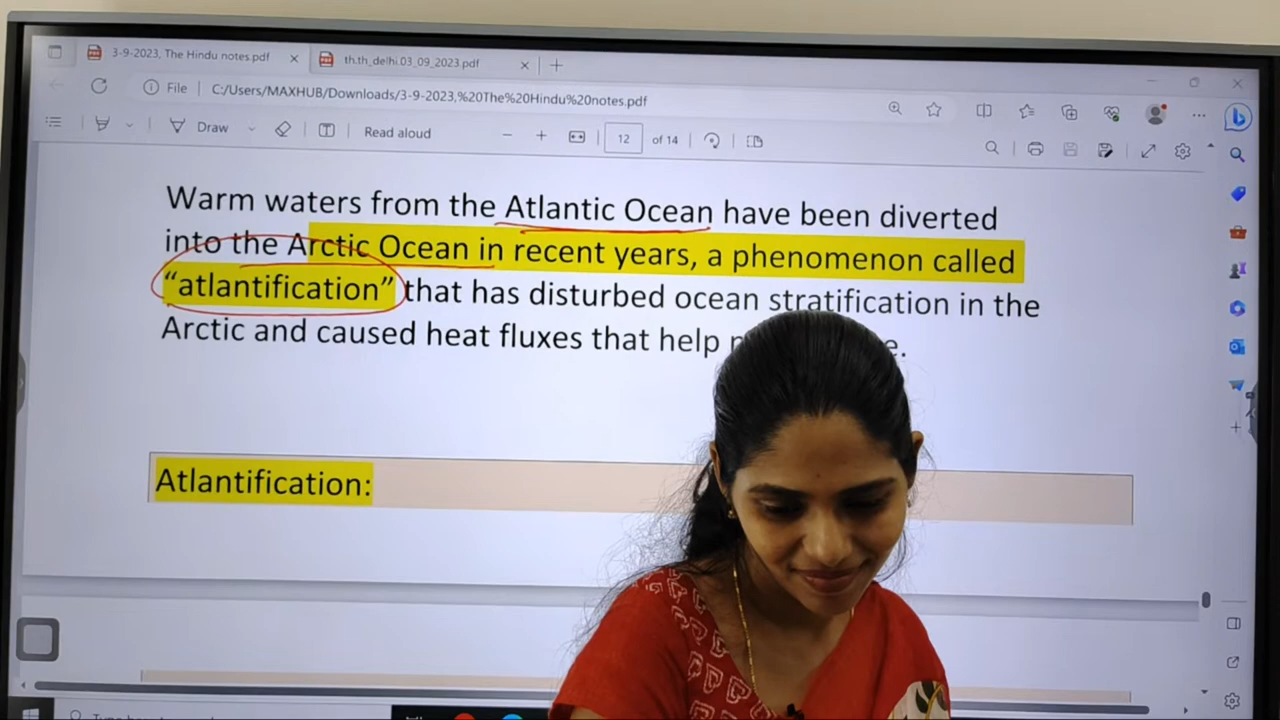 3-9-2023, The Hindu notes.pdf
th.th_delhi.03_09_2023.pdf
File
C:/Users/MAXHUB/Downloads/3-9-2023,%20The%20Hindu%20notes.pdf
Draw
Read aloud
12
of 14
Warm waters from the Atlantic Ocean have been diverted
into the Arctic Ocean in recent years, a phenomenon called
“atlantification” that has disturbed ocean stratification in the
Arctic and caused heat fluxes that help
Atlantification: